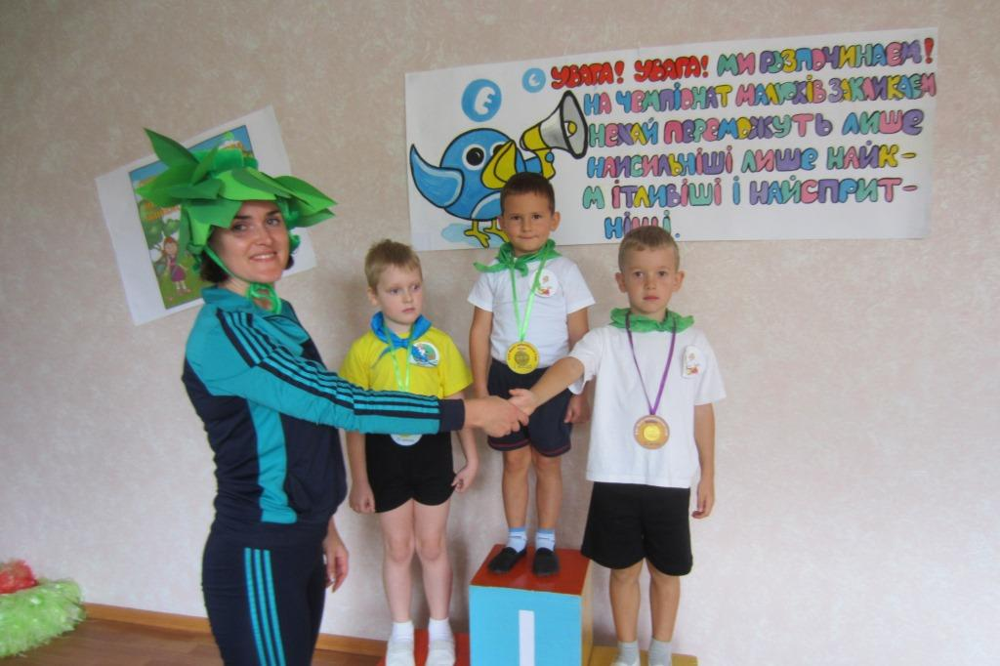 Є
Є
УВАГА! УВАГА! МИ РОЗПОЧИНАЄМ!
НА ЧЕМПІОНАТ МАЛЮКІВ ЗАКЛИКАЄМ
НЕХАЙ ПЕРЕМОЖУТЬ ЛИШЕ
НАЙСИЛЬНІШІ ЛИШЕ НАЙК-
МІТЛИВІШІ І НАЙСПРИТ-
НІШІ.
I